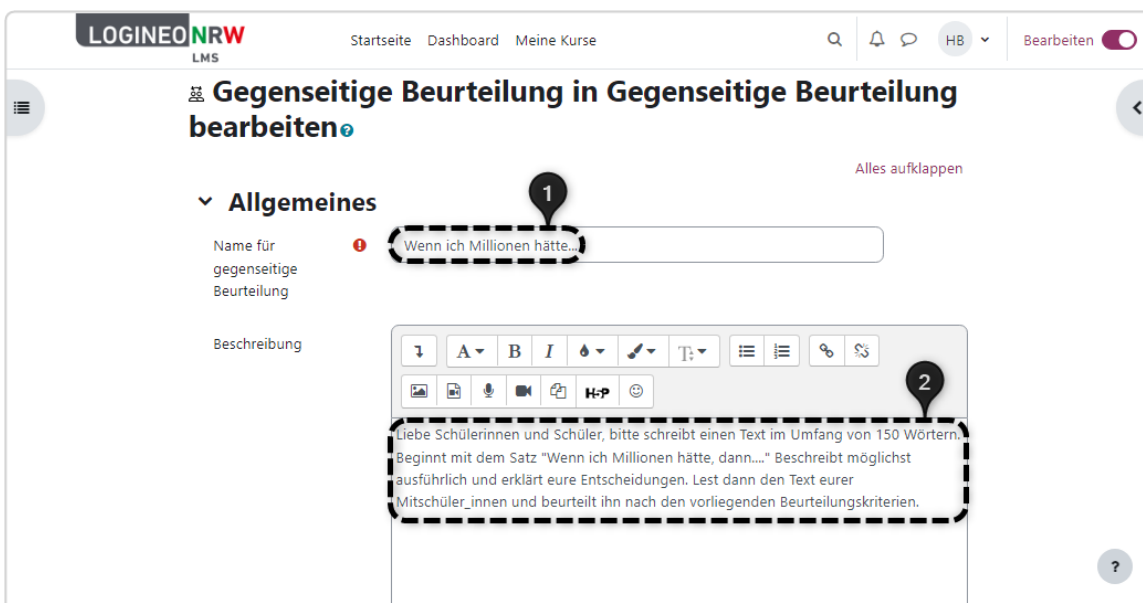 LOGINEO NRW
LMS
Startseite Dashboard Meine Kurse
HB
Bearbeiten
Gegenseitige Beurteilung in Gegenseitige Beurteilung
bearbeiten
Alles aufklappen
Allgemeines
1
Name für
gegenseitige
Beurteilung
Wenn ich Millionen hätte...
Beschreibung
A B I T
H-P
2
Liebe Schülerinnen und Schüler, bitte schreibt einen Text im Umfang von 150 Wörtern.
Beginnt mit dem Satz "Wenn ich Millionen hätte, dann...." Beschreibt möglichst
ausführlich und erklärt eure Entscheidungen. Lest dann den Text eurer
Mitschüler_innen und beurteilt ihn nach den vorliegenden Beurteilungskriterien.
?